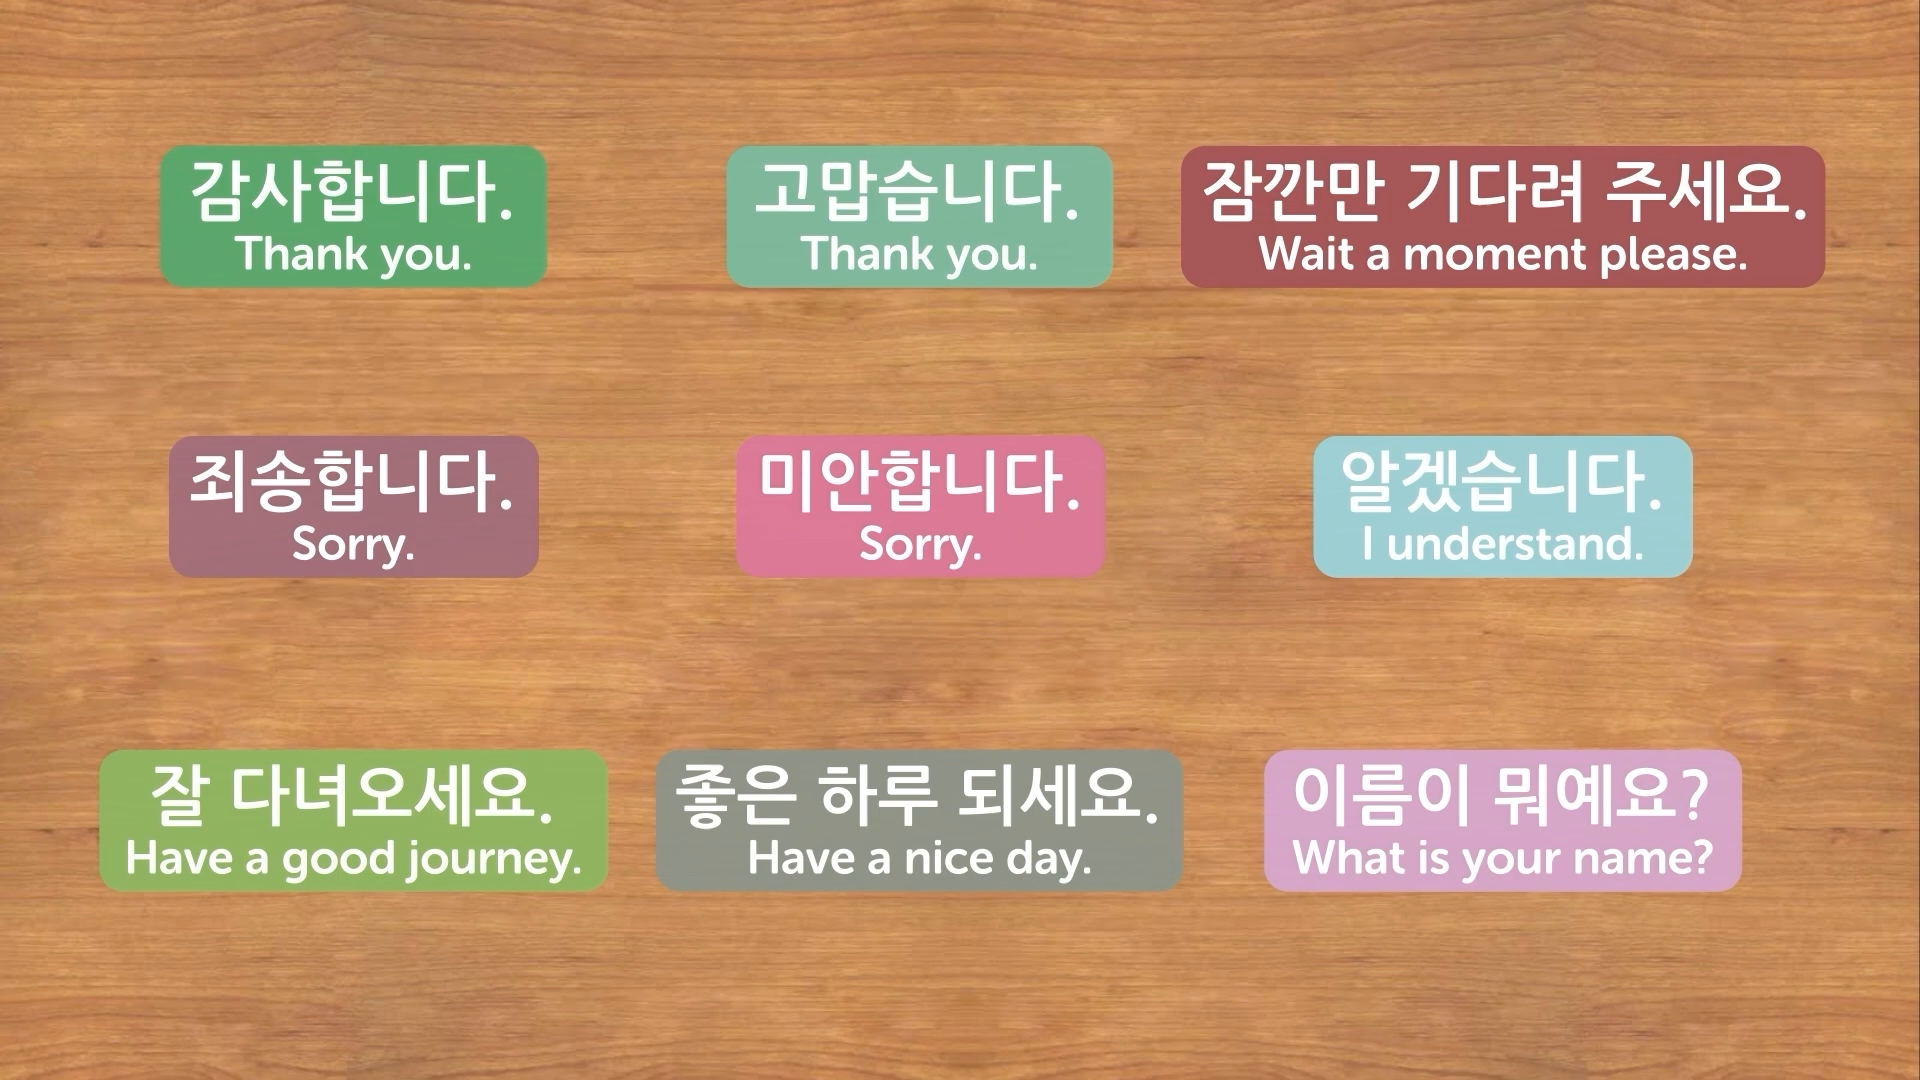 감사합니다.
Thank you.
고맙습니다.
Thank you.
잠깐만 기다려 주세요.
Wait a moment please.
죄송합니다.
Sorry.
미안합니다.
Sorry.
알겠습니다.
I understand.
잘 다녀오세요.
Have a good journey.
좋은 하루 되세요.
Have a nice day.
이름이 뭐예요?
What is your name?